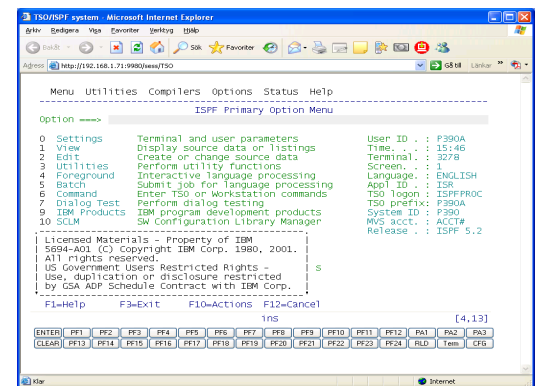 TSO/ISPF system - Microsoft Internet Explorer
Arkiv Redigera Visa Favoriter Verktyg Hjälp
Bakåt Sök Favoriter
Adress http://192.168.1.71:9980/sess/TSO Gå till Länkar »
Menu Utilities Compilers Options Status Help
ISPF Primary Option Menu
Option ===>
0 Settings Terminal and user parameters User ID . : P390A
1 View Display source data or listings Time. . . : 15:46
2 Edit Create or change source data Terminal. : 3278
3 Utilities Perform utility functions Screen. . : 1
4 Foreground Interactive language processing Language. : ENGLISH
5 Batch Submit job for language processing Appl ID . : ISR
6 Command Enter TSO or Workstation commands TSO logon : ISPFPROC
7 Dialog Test Perform dialog testing TSO prefix: P390A
9 IBM Products IBM program development products System ID : P390
10 SCLM SW Configuration Library Manager MVS acct. : ACCT#
Release . : ISPF 5.2
Licensed Materials - Property of IBM
5694-A01 (C) Copyright IBM Corp. 1980, 2001.
All rights reserved.
US Government Users Restricted Rights - s
Use, duplication or disclosure restricted
by GSA ADP Schedule Contract with IBM Corp.
F1=Help F3=Exit F10=Actions F12=Cancel
ins [4,13]
ENTER PF1 PF2 PF3 PF4 PF5 PF6 PF7 PF8 PF9 PF10 PF11 PF12 PA1 PA2 PA3
CLEAR PF13 PF14 PF15 PF16 PF17 PF18 PF19 PF20 PF21 PF22 PF23 PF24 RLD Term CFG
Klar Internet